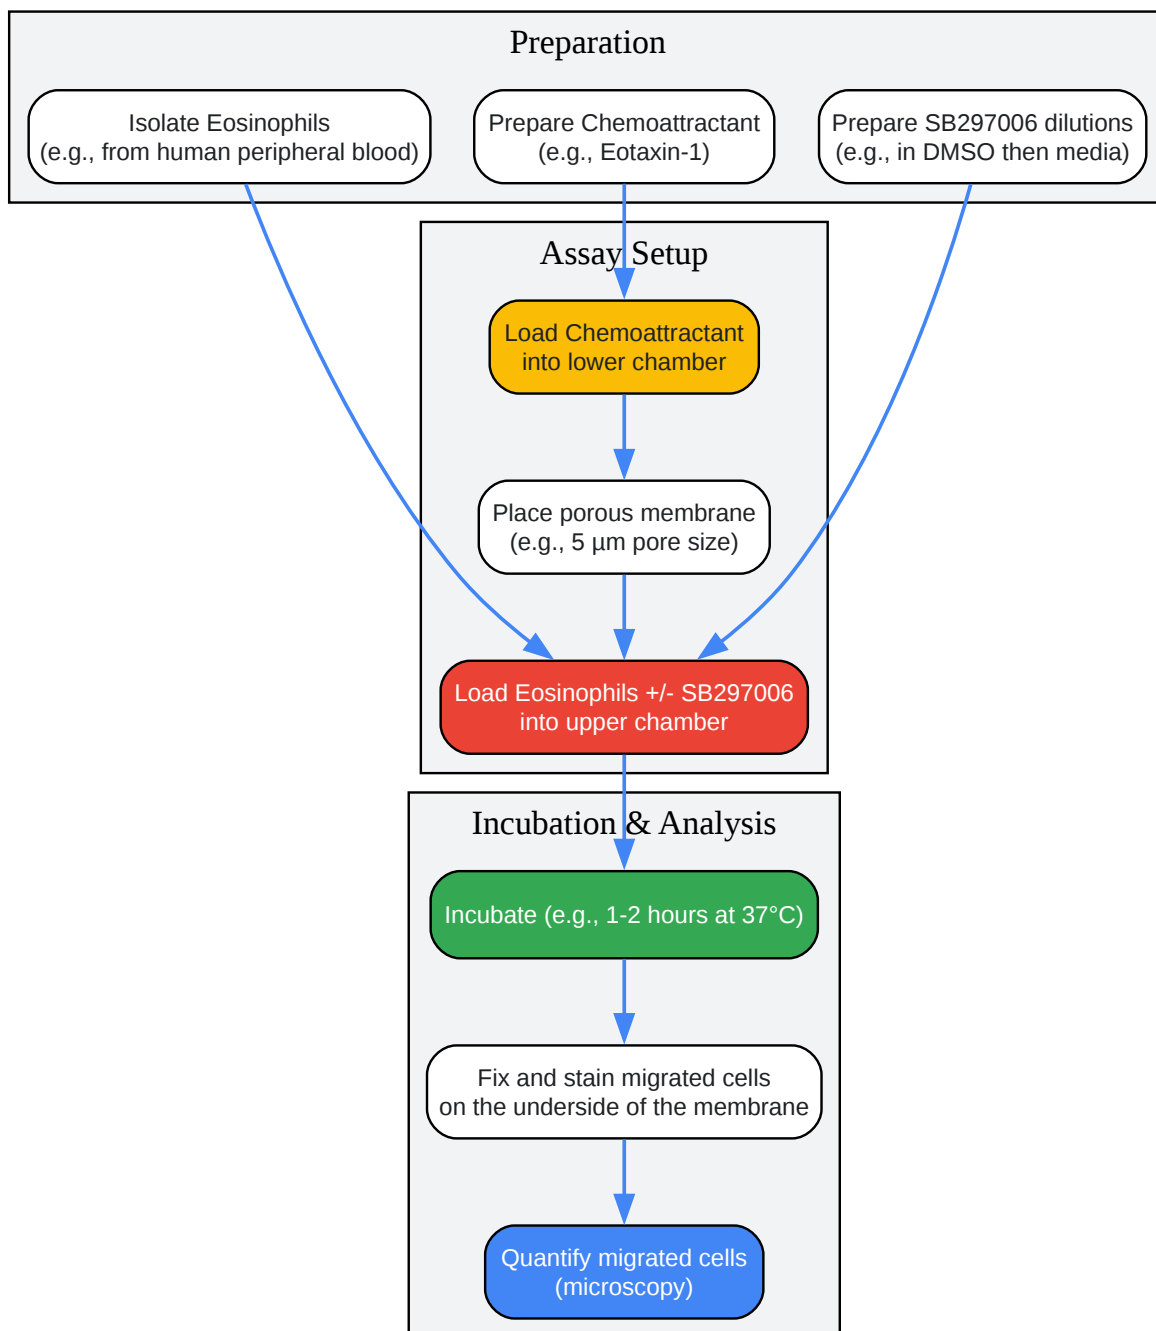 Preparation
Isolate Eosinophils
(e.g., from human peripheral blood)
Prepare Chemoattractant
(e.g., Eotaxin-1)
Prepare SB297006 dilutions
(e.g., in DMSO then media)
Assay Setup
Load Chemoattractant
into lower chamber
Place porous membrane
(e.g., 5 µm pore size)
Load Eosinophils +/- SB297006
into upper chamber
Incubation & Analysis
Incubate (e.g., 1-2 hours at 37°C)
Fix and stain migrated cells
on the underside of the membrane
Quantify migrated cells
(microscopy)